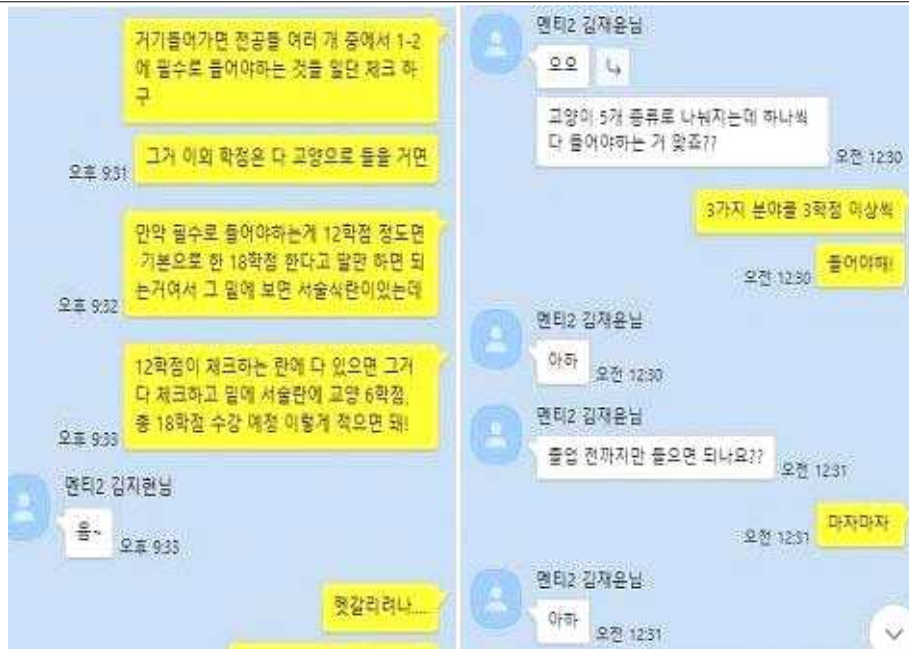 거기들어가면 전공들 여러 개 중에서 1-2
에 필수로 들어야하는 것들 일단 체크 하
구
그거 이외 학점은 다 교양으로 들을 거면
오후 9:31
만약 필수로 들어야하는게 12학점 정도면
기본으로 한 18학점 한다고 말만 하면 되
는거여서 그 밑에 보면 서술식란이있는데
오후 9:32
12학점이 체크하는 란에 다 있으면 그거
다 체크하고 밑에 서술란에 교양 6학점,
총 18학점 수강 예정 이렇게 적으면 돼!
오후 9:33
멘티2 김지현님
음~
오후 9:33
헷갈리려나....
멘티2 김재윤님
오오
교양이 5개 종류로 나눠지는데 하나씩
다 들어야하는 거 맞죠??
오전 12:30
3가지 분야를 3학점 이상씩
들어야해!
오전 12:30
멘티2 김재윤님
아하
오전 12:30
멘티2 김재윤님
졸업 전까지만 들으면 되나요??
오전 12:31
마자마자
오전 12:31
멘티2 김재윤님
아하
오전 12:31